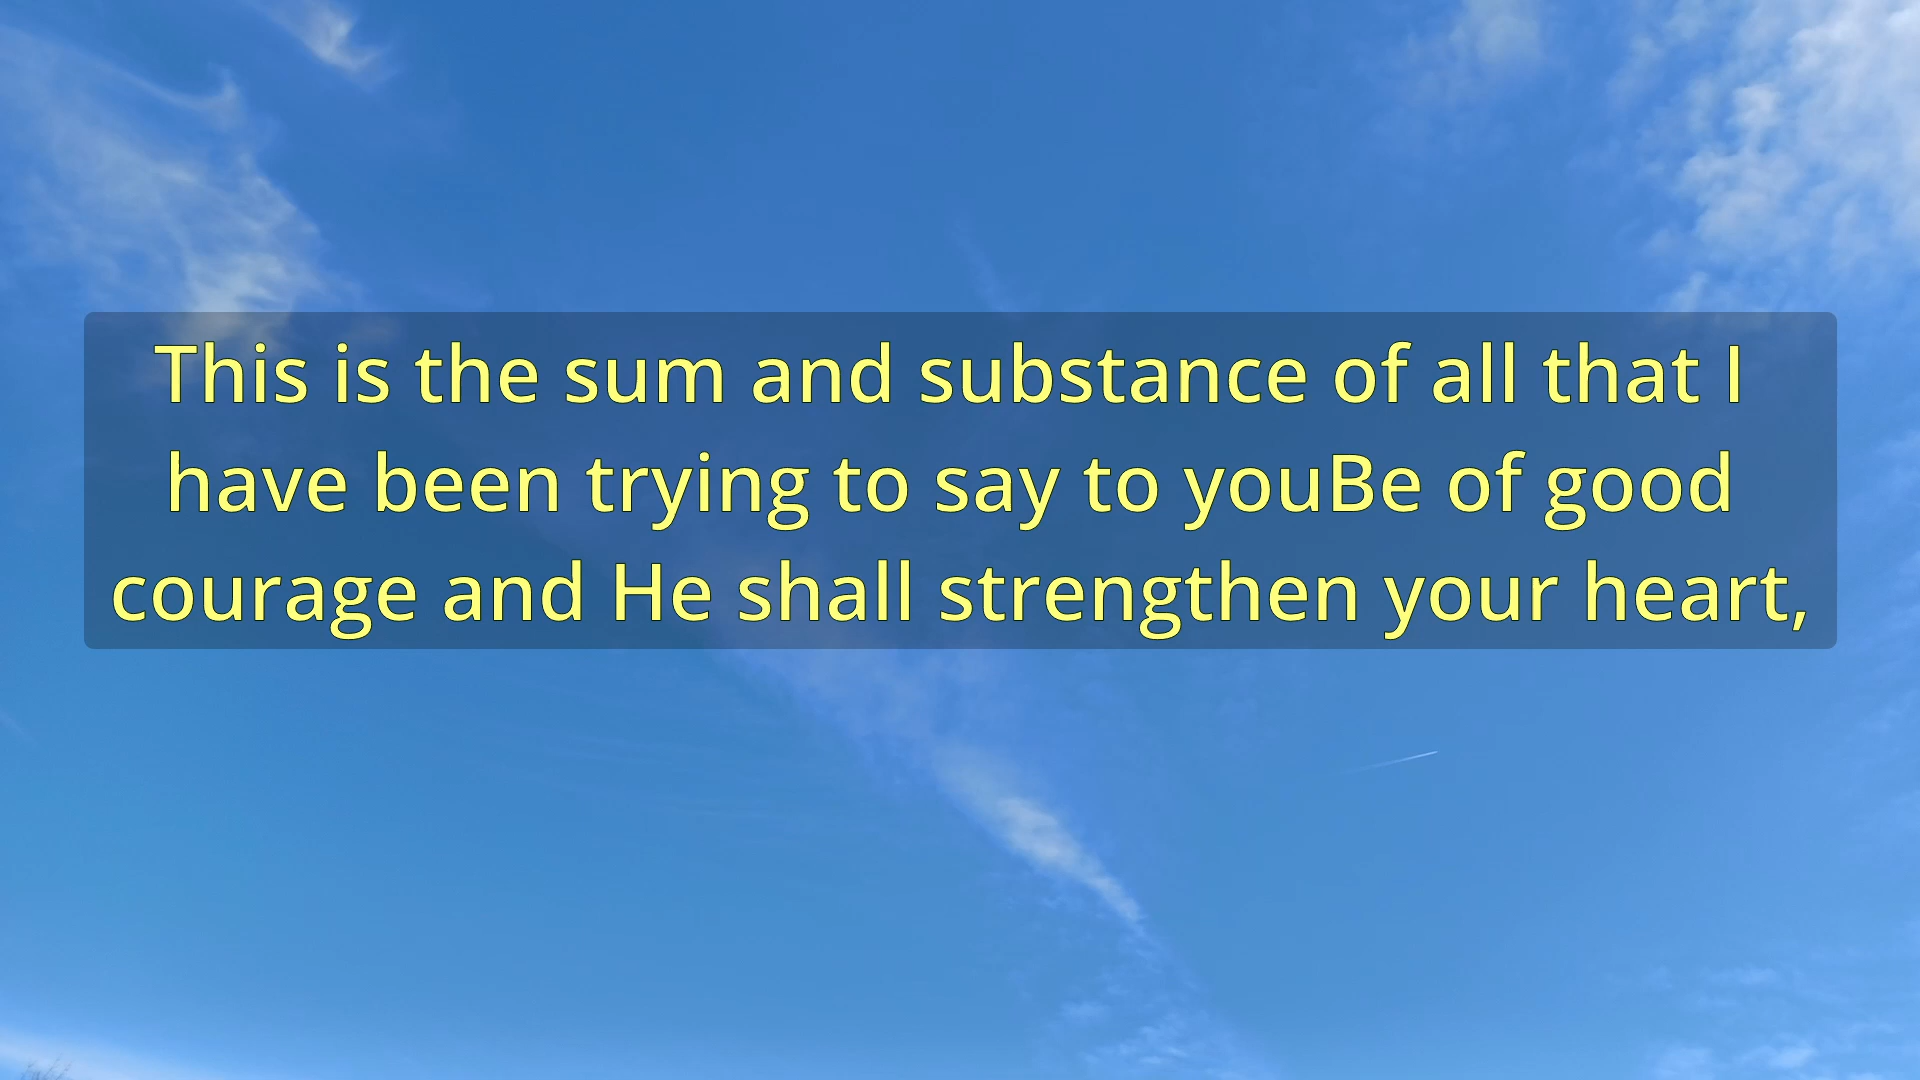 This is the sum and substance of all that I
have been trying to say to youBe of good
courage and He shall strengthen your heart,